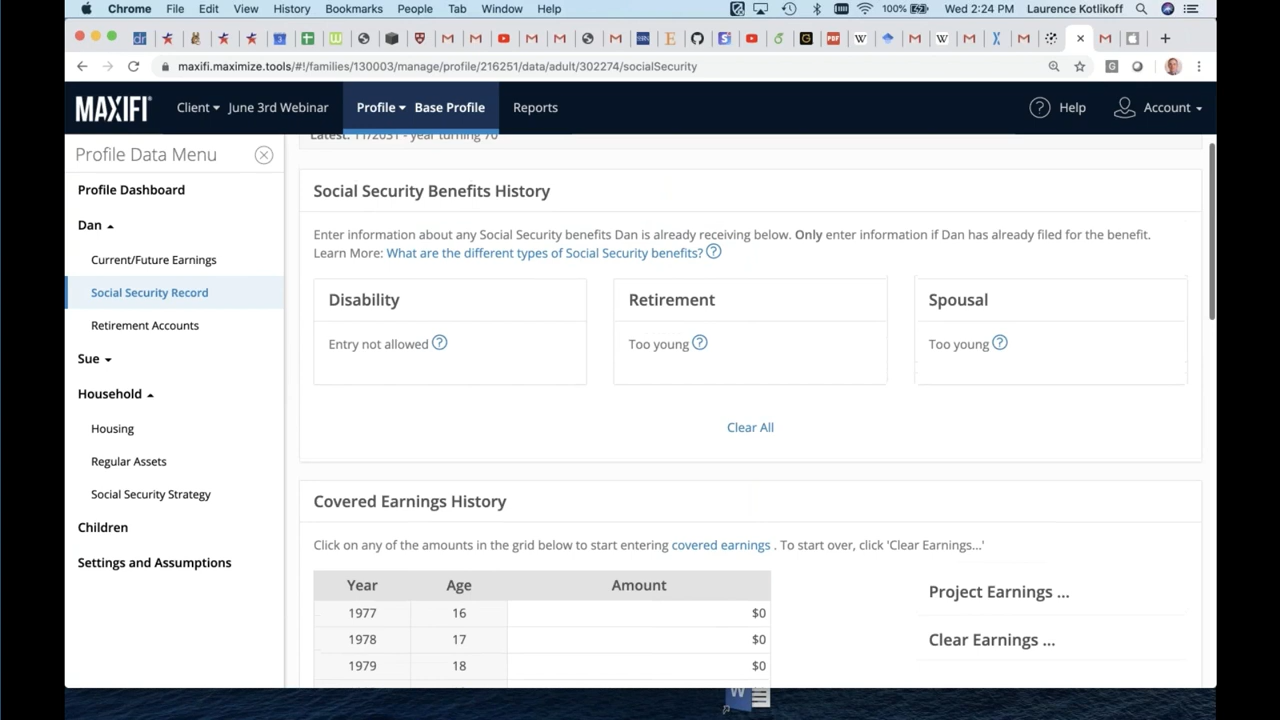 Chrome File Edit View History Bookmarks People Tab Window Help 100% Wed 2:24 PM Laurence Kotlikoff
maxifi.maximize.tools/#!/families/130003/manage/profile/216251/data/adult/302274/socialSecurity
MAXIFI Client June 3rd Webinar Profile Base Profile Reports Help Account
Latest: 11/2031 - year turning 70
Profile Data Menu
Profile Dashboard
Dan
Current/Future Earnings
Social Security Record
Retirement Accounts
Sue
Household
Housing
Regular Assets
Social Security Strategy
Children
Settings and Assumptions
Social Security Benefits History
Enter information about any Social Security benefits Dan is already receiving below. Only enter information if Dan has already filed for the benefit.
Learn More: What are the different types of Social Security benefits?
Disability
Entry not allowed
Retirement
Too young
Spousal
Too young
Clear All
Covered Earnings History
Click on any of the amounts in the grid below to start entering covered earnings . To start over, click 'Clear Earnings...'
Year Age Amount
1977 16 $0
1978 17 $0
1979 18 $0
Project Earnings ...
Clear Earnings ...